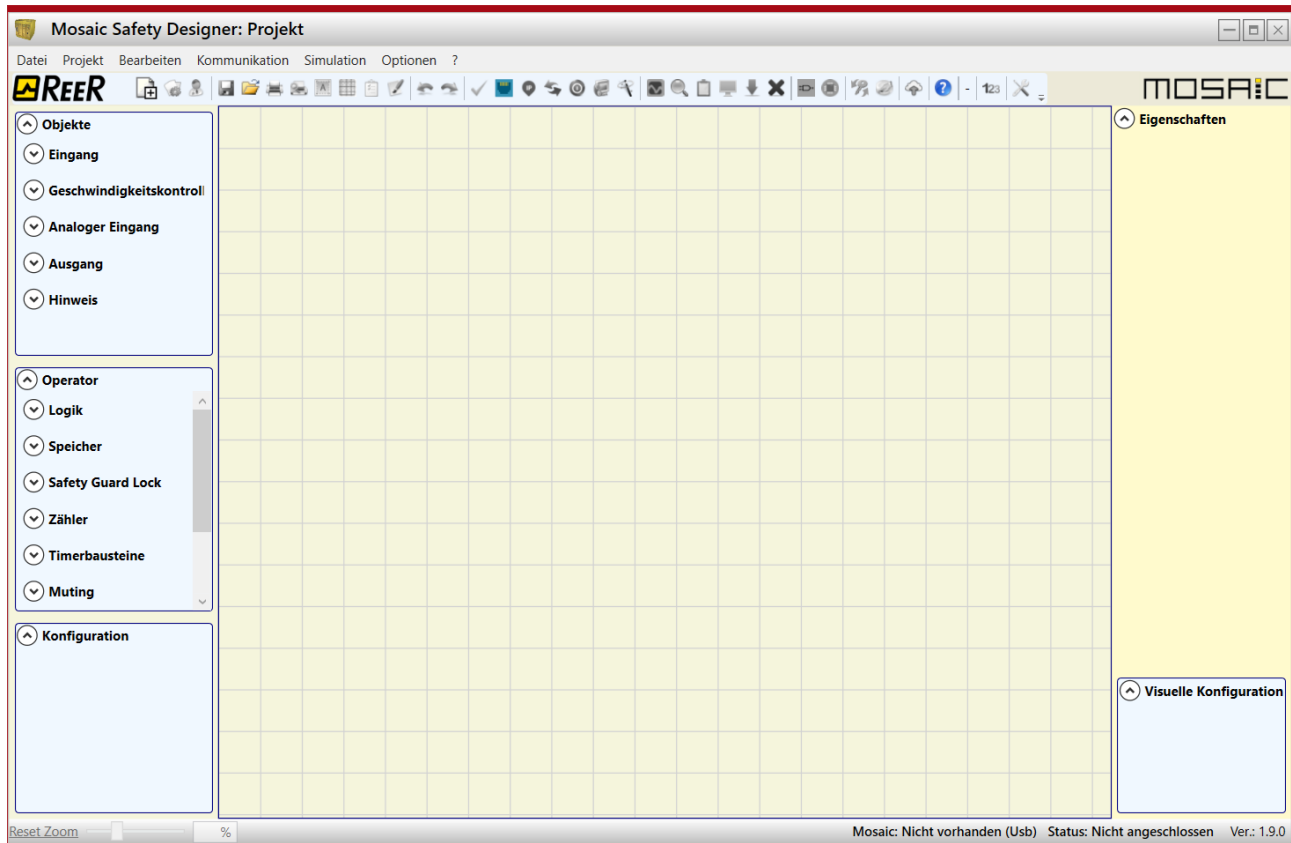 Mosaic Safety Designer: Projekt
Datei Projekt Bearbeiten Kommunikation Simulation Optionen ?
REER 123 MOSAIC
Objekte
Eingang
Geschwindigkeitskontroll
Analoger Eingang
Ausgang
Hinweis
Operator
Logik
Speicher
Safety Guard Lock
Zähler
Timerbausteine
Muting
Konfiguration
Eigenschaften
Visuelle Konfiguration
Reset Zoom % Mosaic: Nicht vorhanden (Usb) Status: Nicht angeschlossen Ver.: 1.9.0